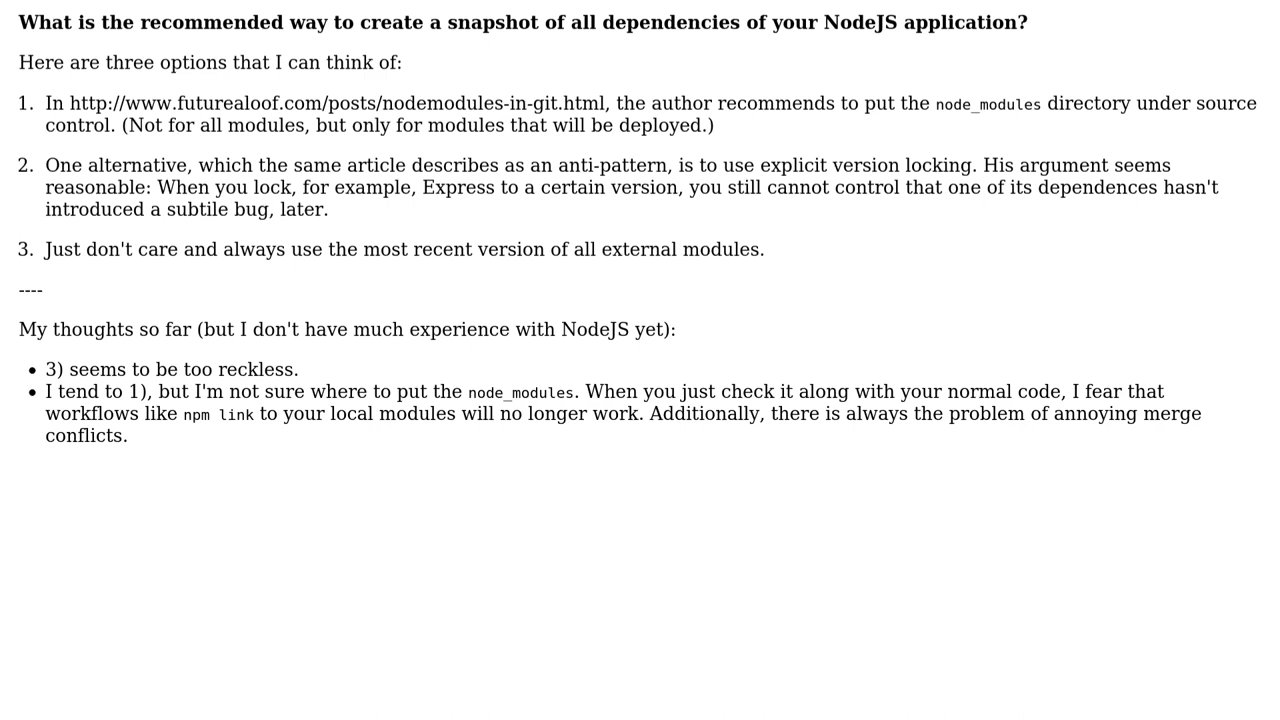 What is the recommended way to create a snapshot of all dependencies of your NodeJS application?
Here are three options that I can think of:
1. In http://www.futurealoof.com/posts/nodemodules-in-git.html, the author recommends to put the node_modules directory under source
control. (Not for all modules, but only for modules that will be deployed.)
2. One alternative, which the same article describes as an anti-pattern, is to use explicit version locking. His argument seems
reasonable: When you lock, for example, Express to a certain version, you still cannot control that one of its dependences hasn't
introduced a subtile bug, later.
3. Just don't care and always use the most recent version of all external modules.
----
My thoughts so far (but I don't have much experience with NodeJS yet):
• 3) seems to be too reckless.
• I tend to 1), but I'm not sure where to put the node_modules. When you just check it along with your normal code, I fear that
workflows like npm link to your local modules will no longer work. Additionally, there is always the problem of annoying merge
conflicts.